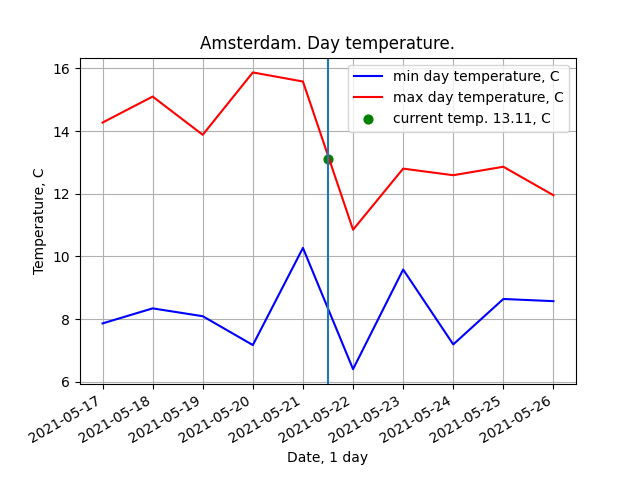 Amsterdam. Day temperature.
min day temperature, C
max day temperature, C
current temp. 13.11, C
16
14
12
10
8
6
Temperature, C
2021-05-17
2021-05-18
2021-05-19
2021-05-20
2021-05-21
2021-05-22
2021-05-23
2021-05-24
2021-05-25
2021-05-26
Date, 1 day